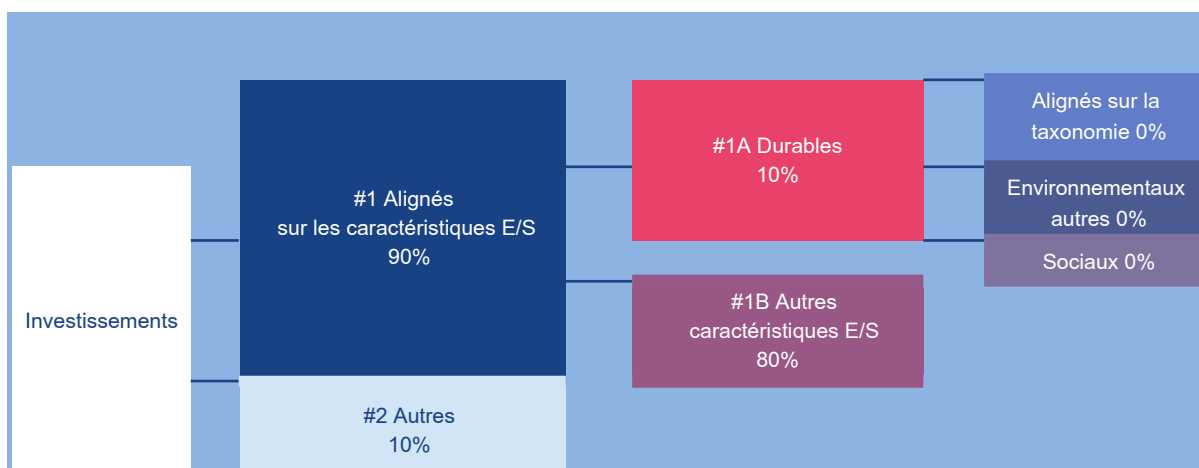 Investissements
#1 Alignés
sur les caractéristiques E/S
90%
#2 Autres
10%
#1A Durables
10%
#1B Autres
caractéristiques E/S
80%
Alignés sur la
taxonomie 0%
Environnementaux
autres 0%
Sociaux 0%